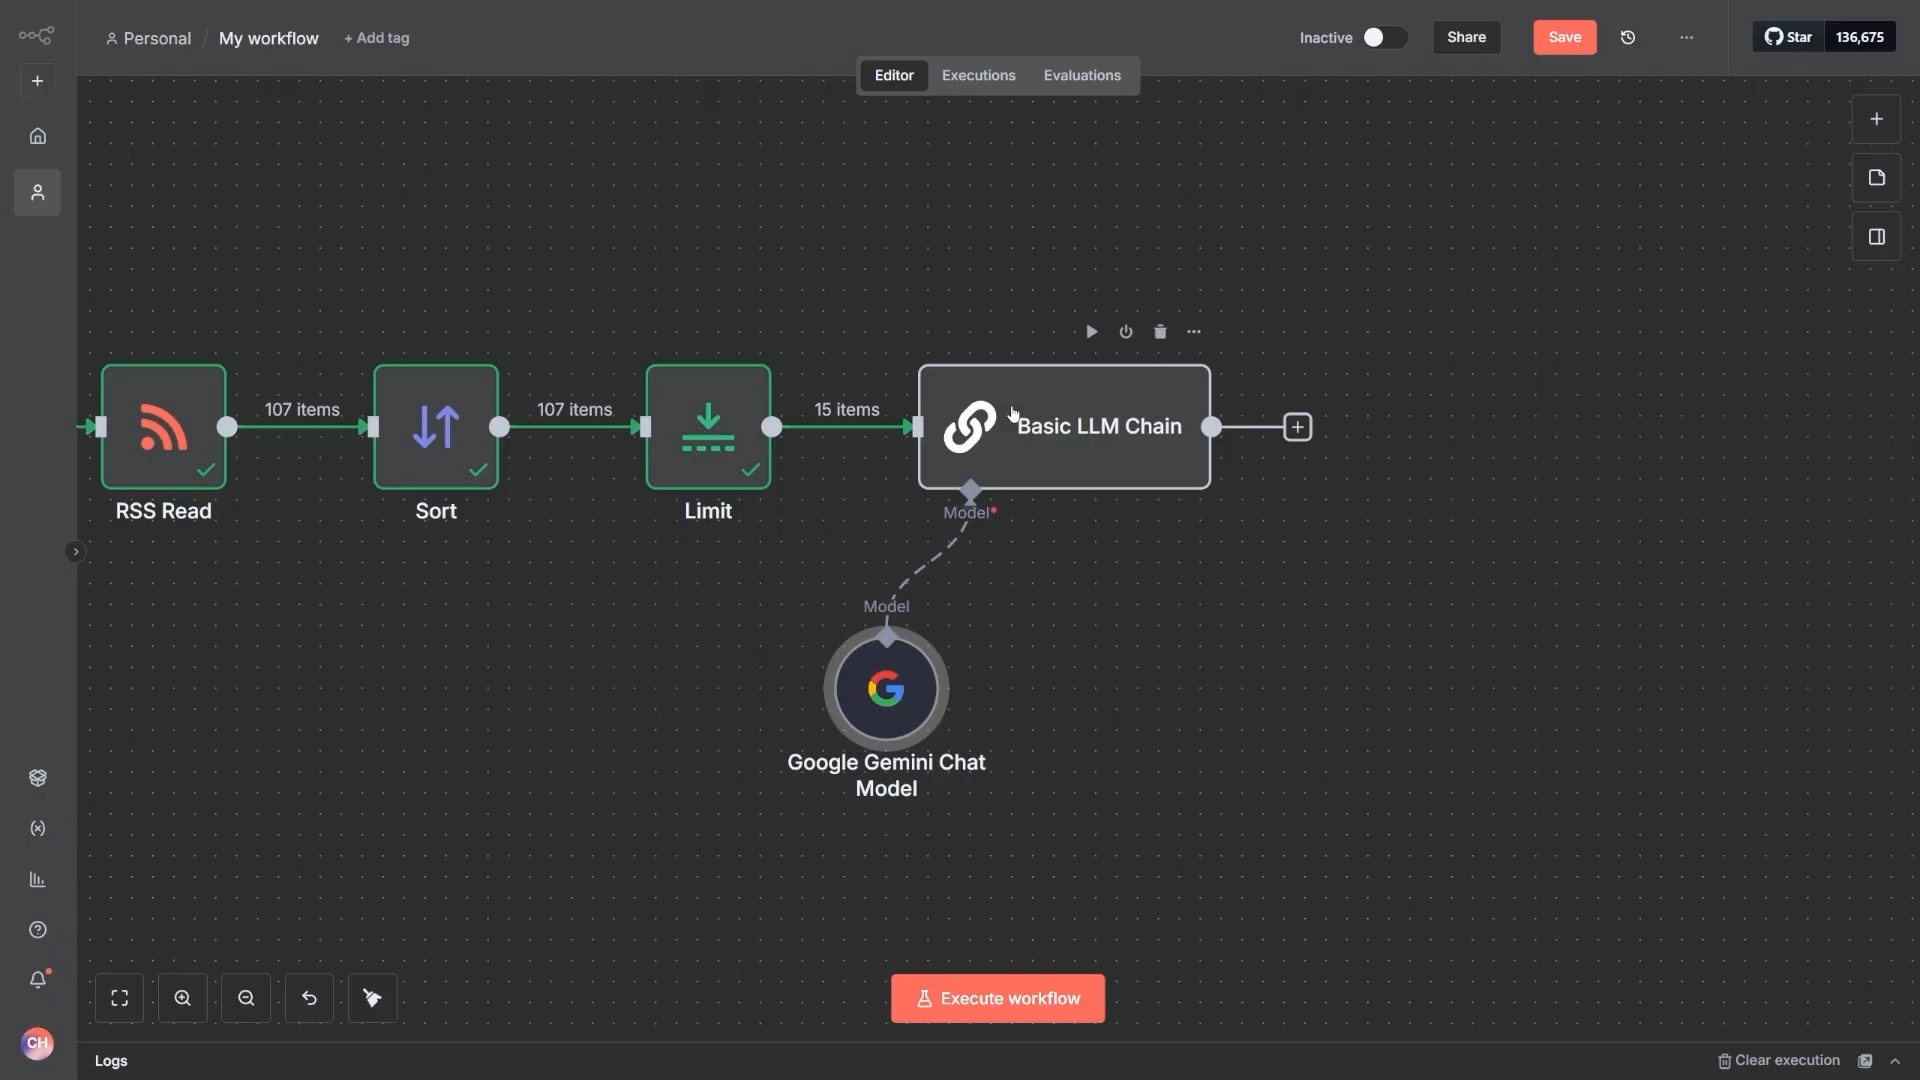 Personal / My workflow + Add tag
Inactive
Share
Save
Star 136,675
Editor Executions Evaluations
107 items
107 items
15 items
Basic LLM Chain
RSS Read
Sort
Limit
Model*
Model
Google Gemini Chat
Model
Execute workflow
CH
Logs
Clear execution